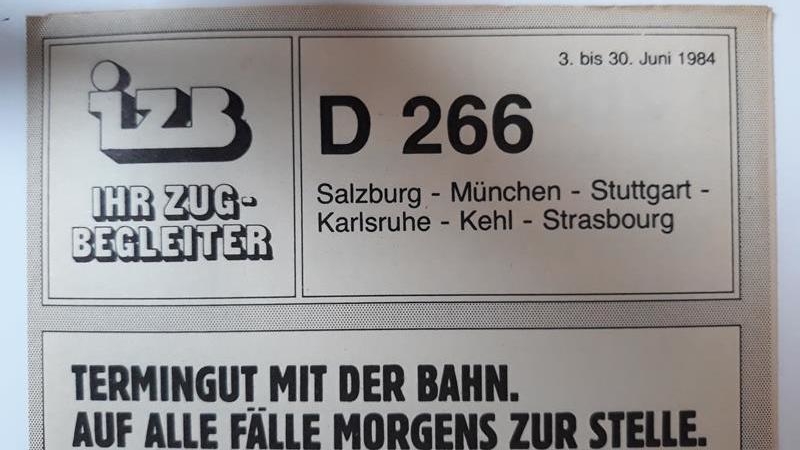 izB
IHR ZUG-
BEGLEITER
3. bis 30. Juni 1984
D 266
Salzburg - München - Stuttgart -
Karlsruhe - Kehl - Strasbourg
TERMINGUT MIT DER BAHN.
AUF ALLE FÄLLE MORGENS ZUR STELLE.